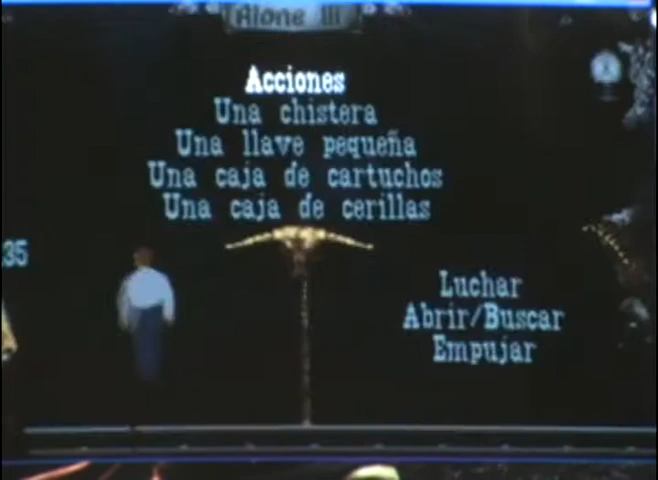 Alone III
Acciones
Una chistera
Una llave pequeña
Una caja de cartuchos
Una caja de cerillas
35
Luchar
Abrir/Buscar
Empujar